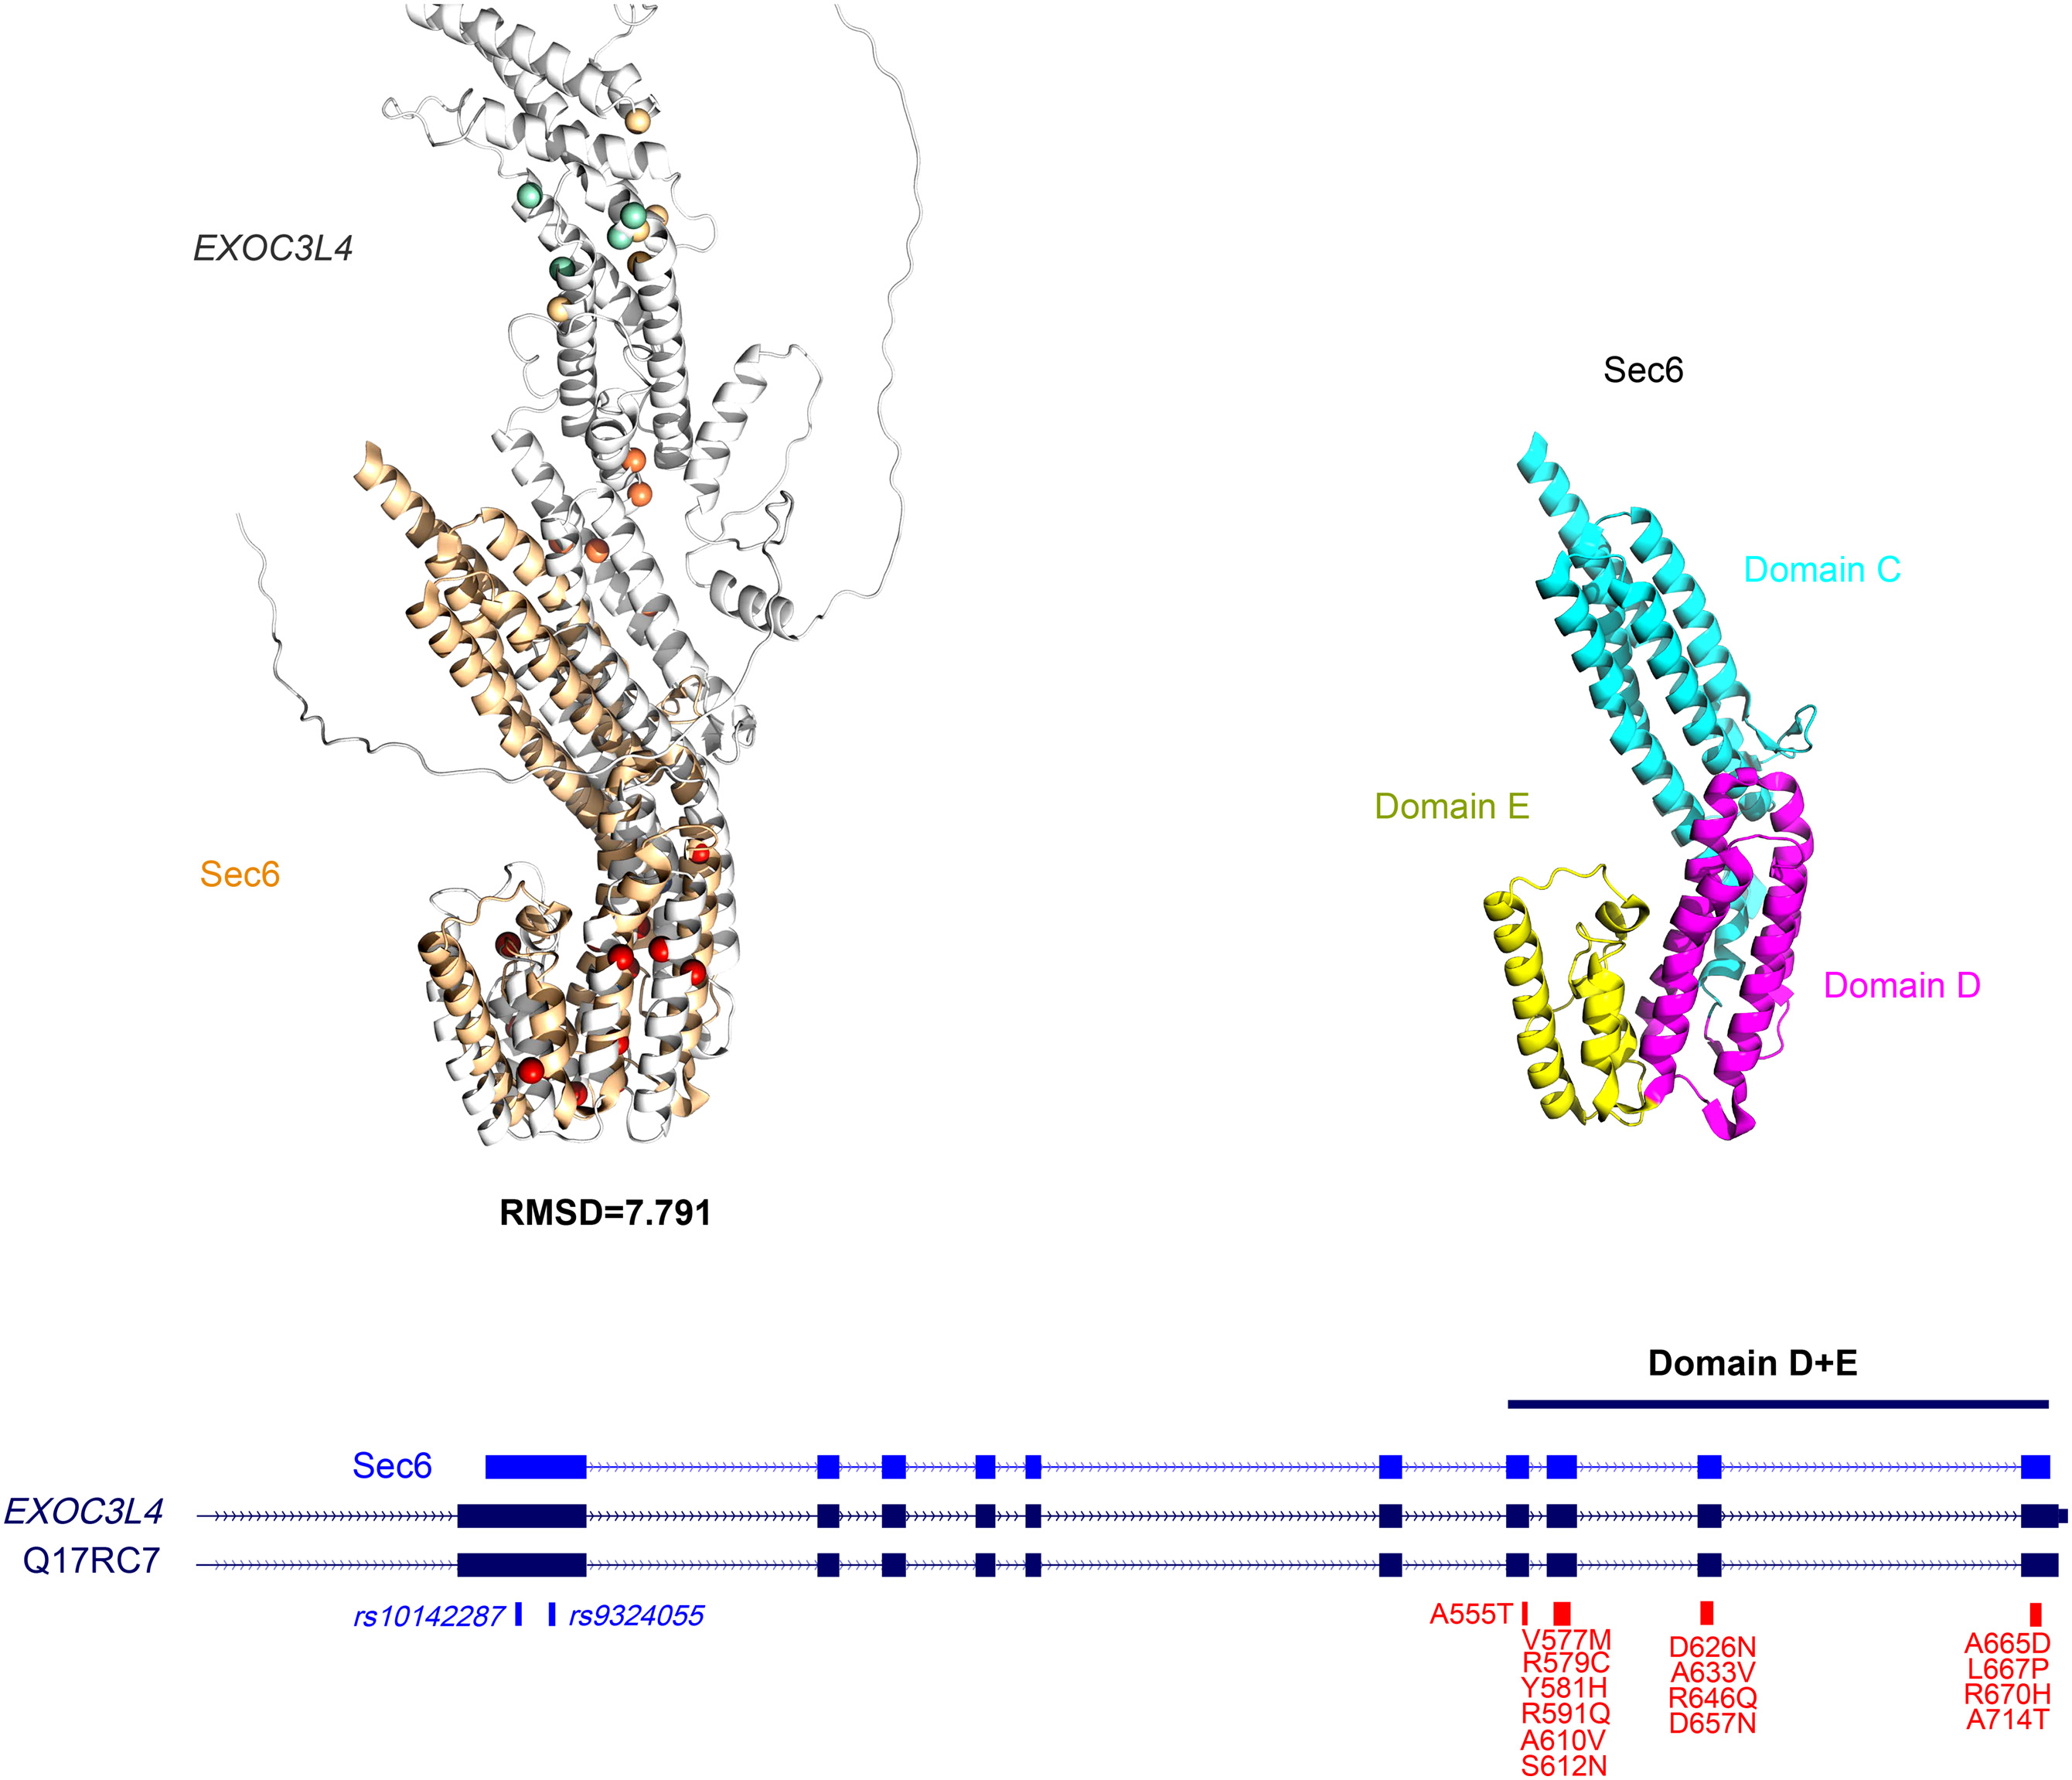 EXOC3L4
Sec6
Domain C
Domain E
Sec6
Domain D
RMSD=7.791
Domain D+E
Sec6
EXOC3L4
Q17RC7
rs10142287 rs9324055
A555T
V577M
R579C
Y581H
R591Q
A610V
S612N
D626N
A633V
R646Q
D657N
A665D
L667P
R670H
A714T